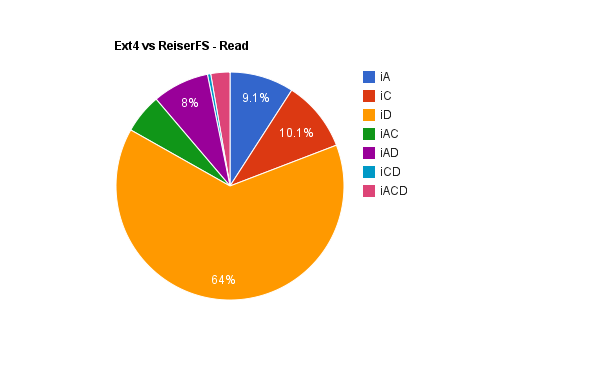 Ext4 vs ReiserFS - Read
iA
9.1%
8%
iC
iD
10.1%
iAC
iAD
iCD
iACD
64%